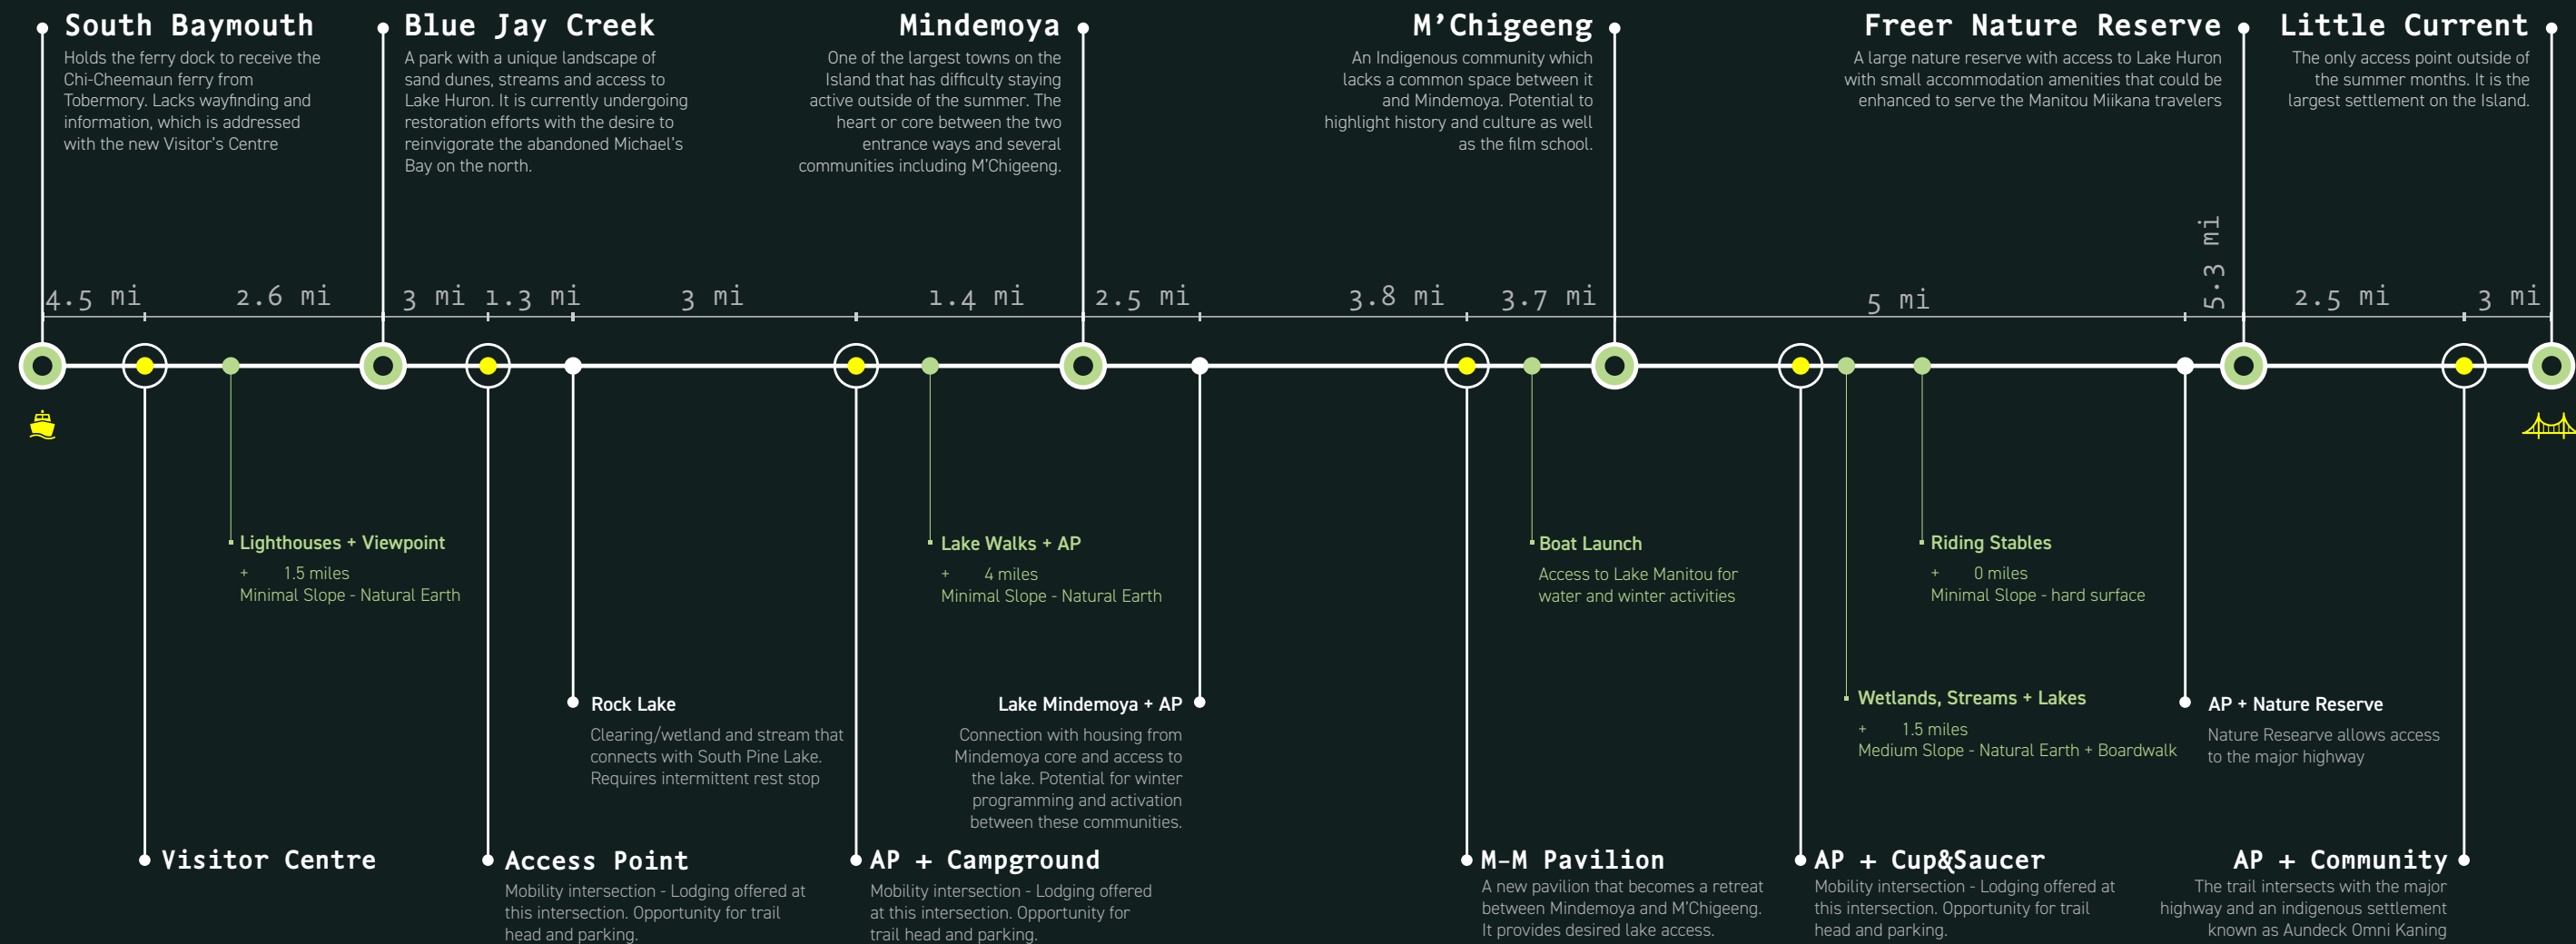 South Baymouth
Holds the ferry dock to receive the
Chi-Cheemaun ferry from
Tobermory. Lacks wayfinding and
information, which is addressed
with the new Visitor's Centre
Blue Jay Creek
A park with a unique landscape of
sand dunes, streams and access to
Lake Huron. It is currently undergoing
restoration efforts with the desire to
reinvigorate the abandoned Michael's
Bay on the north.
Mindemoya
One of the largest towns on the
Island that has difficulty staying
active outside of the summer. The
heart or core between the two
entrance ways and several
communities including M'Chigeeng.
M'Chigeeng
An Indigenous community which
lacks a common space between it
and Mindemoya. Potential to
highlight history and culture as well
as the film school.
Freer Nature Reserve
A large nature reserve with access to Lake Huron
with small accommodation amenities that could be
enhanced to serve the Manitou Miikana travelers
Little Current
The only access point outside of
the summer months. It is the
largest settlement on the Island.
4.5 mi
2.6 mi
3 mi
1.3 mi
3 mi
1.4 mi
2.5 mi
3.8 mi
3.7 mi
5 mi
5.3 mi
2.5 mi
3 mi
Lighthouses + Viewpoint
+ 1.5 miles
Minimal Slope - Natural Earth
Lake Walks + AP
+ 4 miles
Minimal Slope - Natural Earth
Boat Launch
Access to Lake Manitou for
water and winter activities
Riding Stables
+ 0 miles
Minimal Slope - hard surface
Rock Lake
Clearing/wetland and stream that
connects with South Pine Lake.
Requires intermittent rest stop
Lake Mindemoya + AP
Connection with housing from
Mindemoya core and access to
the lake. Potential for winter
programming and activation
between these communities.
Wetlands, Streams + Lakes
+ 1.5 miles
Medium Slope - Natural Earth + Boardwalk
AP + Nature Reserve
Nature Researve allows access
to the major highway
Visitor Centre
Access Point
Mobility intersection - Lodging offered at
this intersection. Opportunity for trail
head and parking.
AP + Campground
Mobility intersection - Lodging offered
at this intersection. Opportunity for
trail head and parking.
M-M Pavilion
A new pavilion that becomes a retreat
between Mindemoya and M'Chigeeng.
It provides desired lake access.
AP + Cup&Saucer
Mobility intersection - Lodging offered at
this intersection. Opportunity for trail
head and parking.
AP + Community
The trail intersects with the major
highway and an indigenous settlement
known as Aundeck Omni Kaning